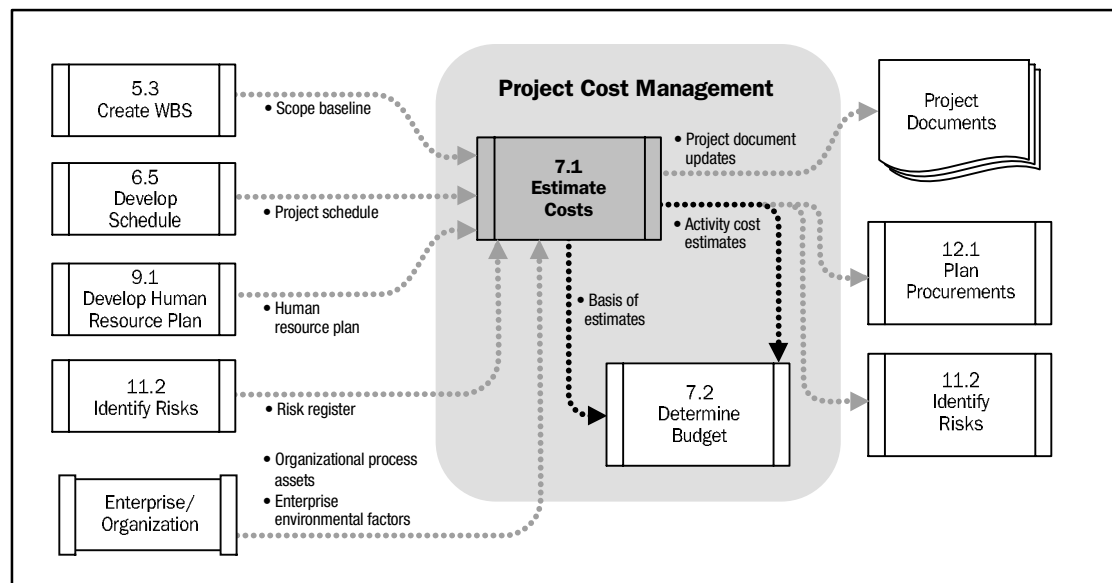 Project Cost Management
5.3
Create WBS
• Scope baseline
6.5
Develop
Schedule
• Project schedule
9.1
Develop Human
Resource Plan
• Human
resource plan
11.2
Identify Risks
• Risk register
Enterprise/
Organization
• Organizational process
assets
• Enterprise
environmental factors
7.1
Estimate
Costs
• Project document
updates
• Activity cost
estimates
• Basis of
estimates
7.2
Determine
Budget
Project
Documents
12.1
Plan
Procurements
11.2
Identify
Risks